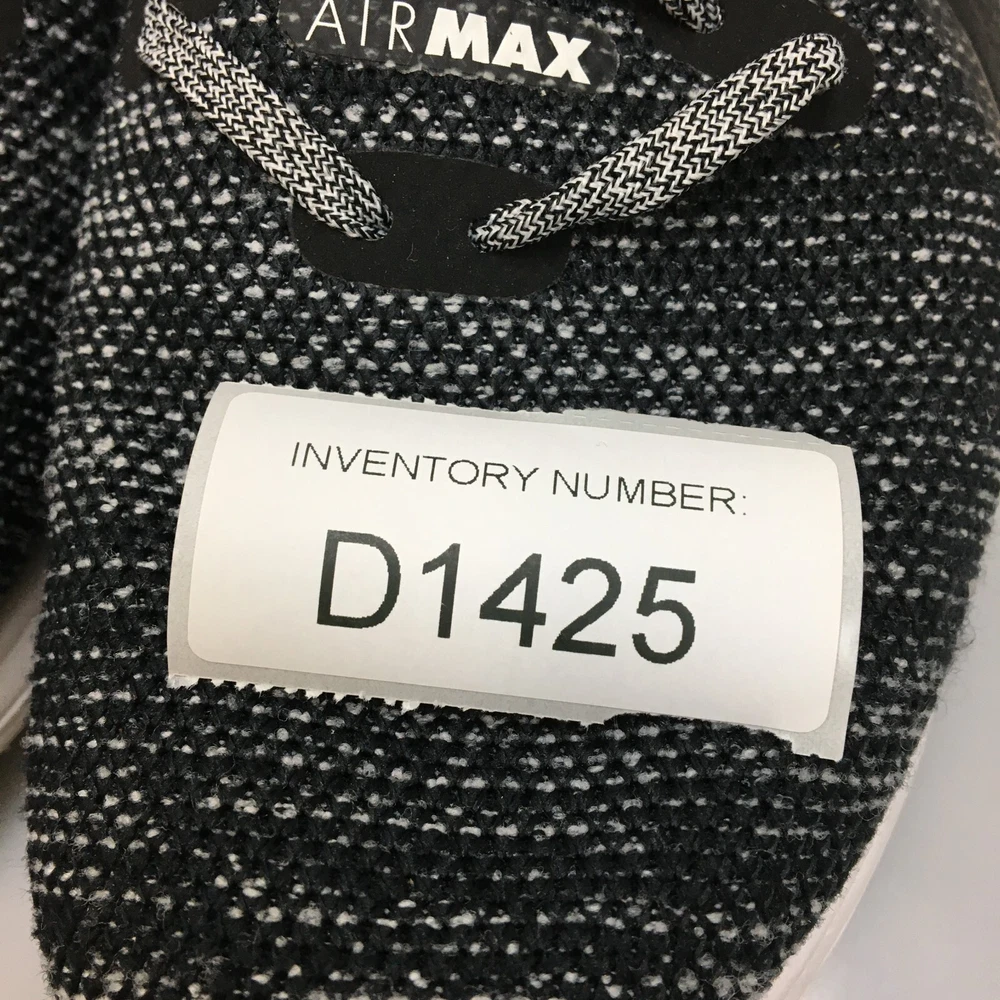 AIRMAX
INVENTORY NUMBER:
D1425